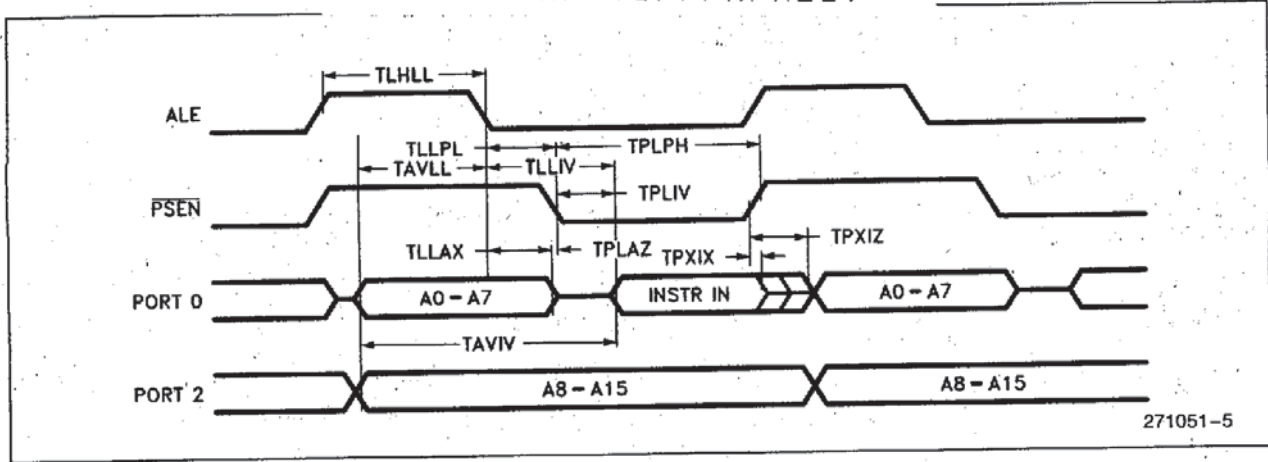 TLHLL
ALE
TLLPL
TPLPH
TAVLL
TLLIV
PSEN
TPLIV
TLLAX
TPLAZ
TPXIX
TPXIZ
PORT 0
A0-A7
INSTR IN
A0-A7
TAVIV
PORT 2
A8-A15
A8-A15
271051-5